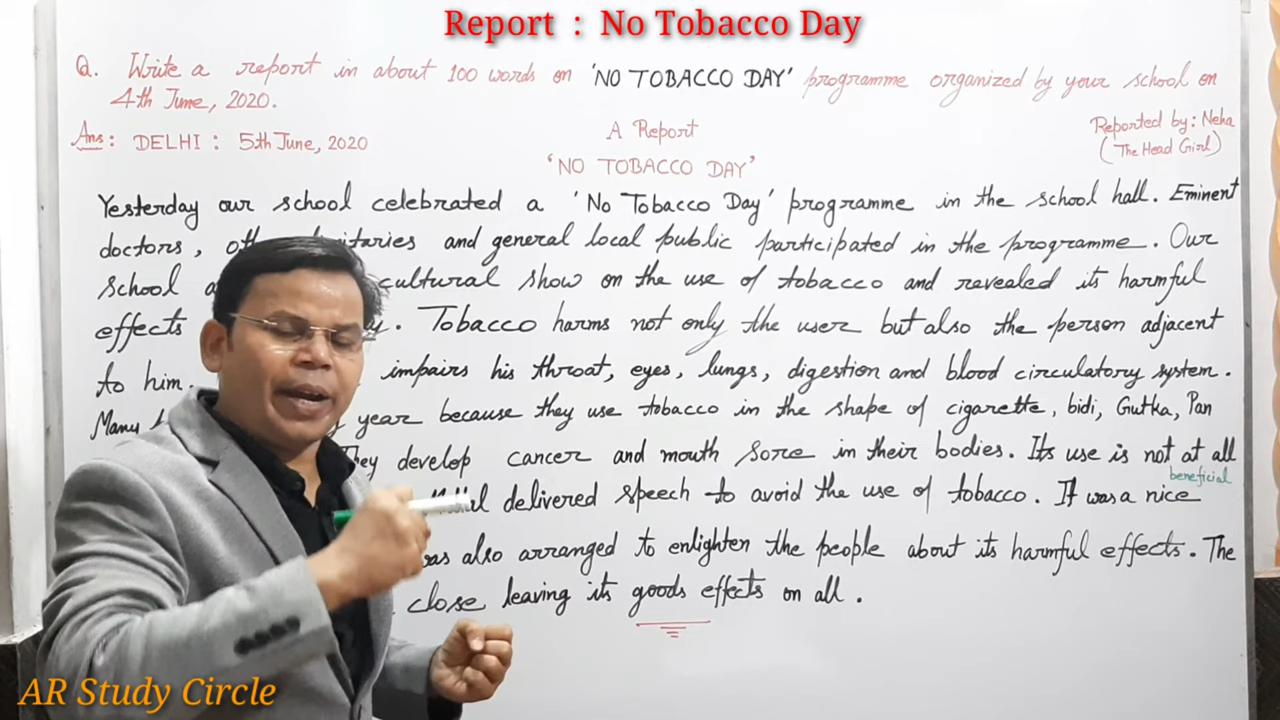 Report : No Tobacco Day
Q. Write a report in about 100 words on 'NO TOBACCO DAY' programme organized by your school on
4th June, 2020.
Ans: DELHI : 5th June, 2020
A Report
Reported by: Neha
(The Head Girl)
'NO TOBACCO DAY'
Yesterday our school celebrated a 'No Tobacco Day' programme in the school hall. Eminent
doctors, and general local public participated in the programme. Our
school cultural show on the use of tobacco and revealed its harmful
effects . Tobacco harms not only the user but also the person adjacent
to him. impairs his throat, eyes, lungs, digestion and blood circulatory system.
Many year because they use tobacco in the shape of cigarette, bidi, Gutka, Pan
They develop cancer and mouth sore in their bodies. Its use is not at all
beneficial
delivered speech to avoid the use of tobacco. It was a nice
was also arranged to enlighten the people about its harmful effects. The
close leaving its goods effects on all.
AR Study Circle